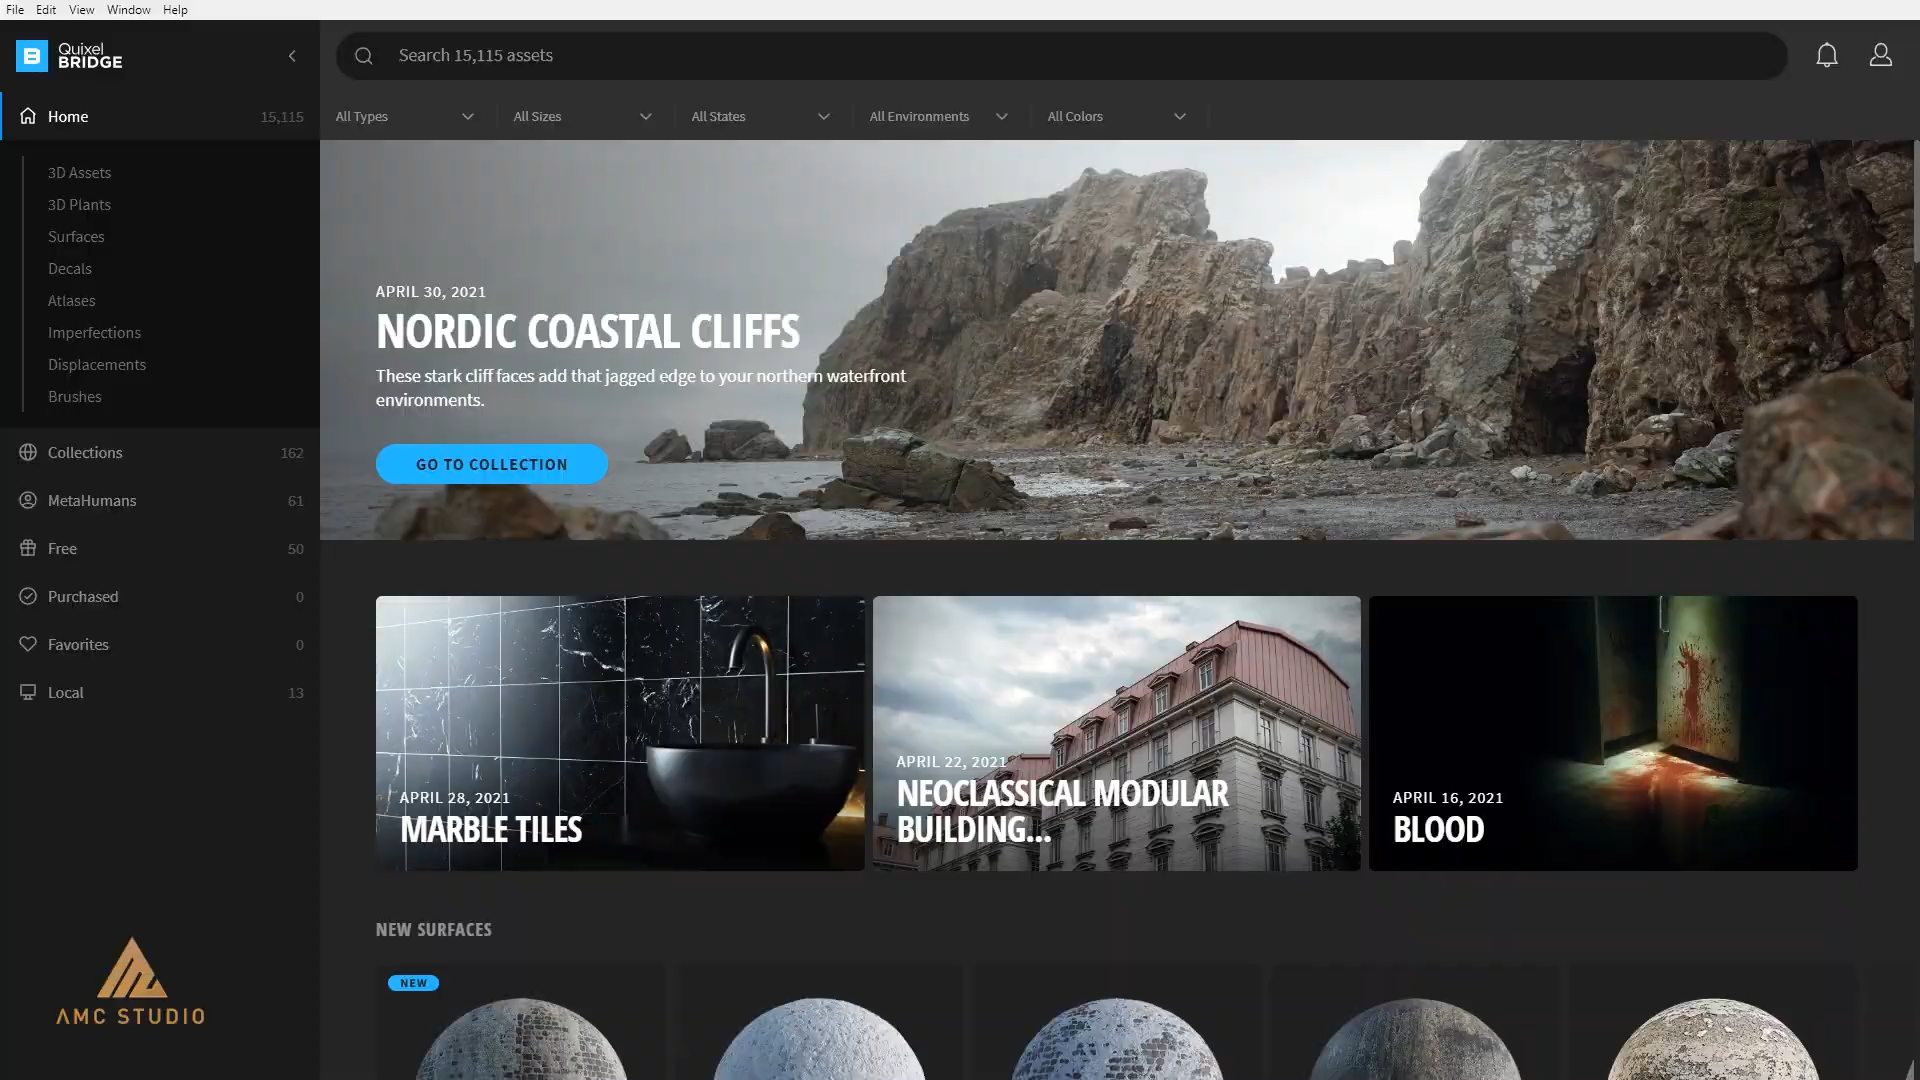 File Edit View Window Help
Quixel
BRIDGE
Search 15,115 assets
Home 15,115
All Types All Sizes All States All Environments All Colors
3D Assets
3D Plants
Surfaces
Decals
Atlases
Imperfections
Displacements
Brushes
Collections 162
MetaHumans 61
Free 50
Purchased 0
Favorites 0
Local 13
APRIL 30, 2021
NORDIC COASTAL CLIFFS
These stark cliff faces add that jagged edge to your northern waterfront
environments.
GO TO COLLECTION
APRIL 28, 2021
MARBLE TILES
APRIL 22, 2021
NEOCLASSICAL MODULAR
BUILDING...
APRIL 16, 2021
BLOOD
NEW SURFACES
NEW
AMC STUDIO